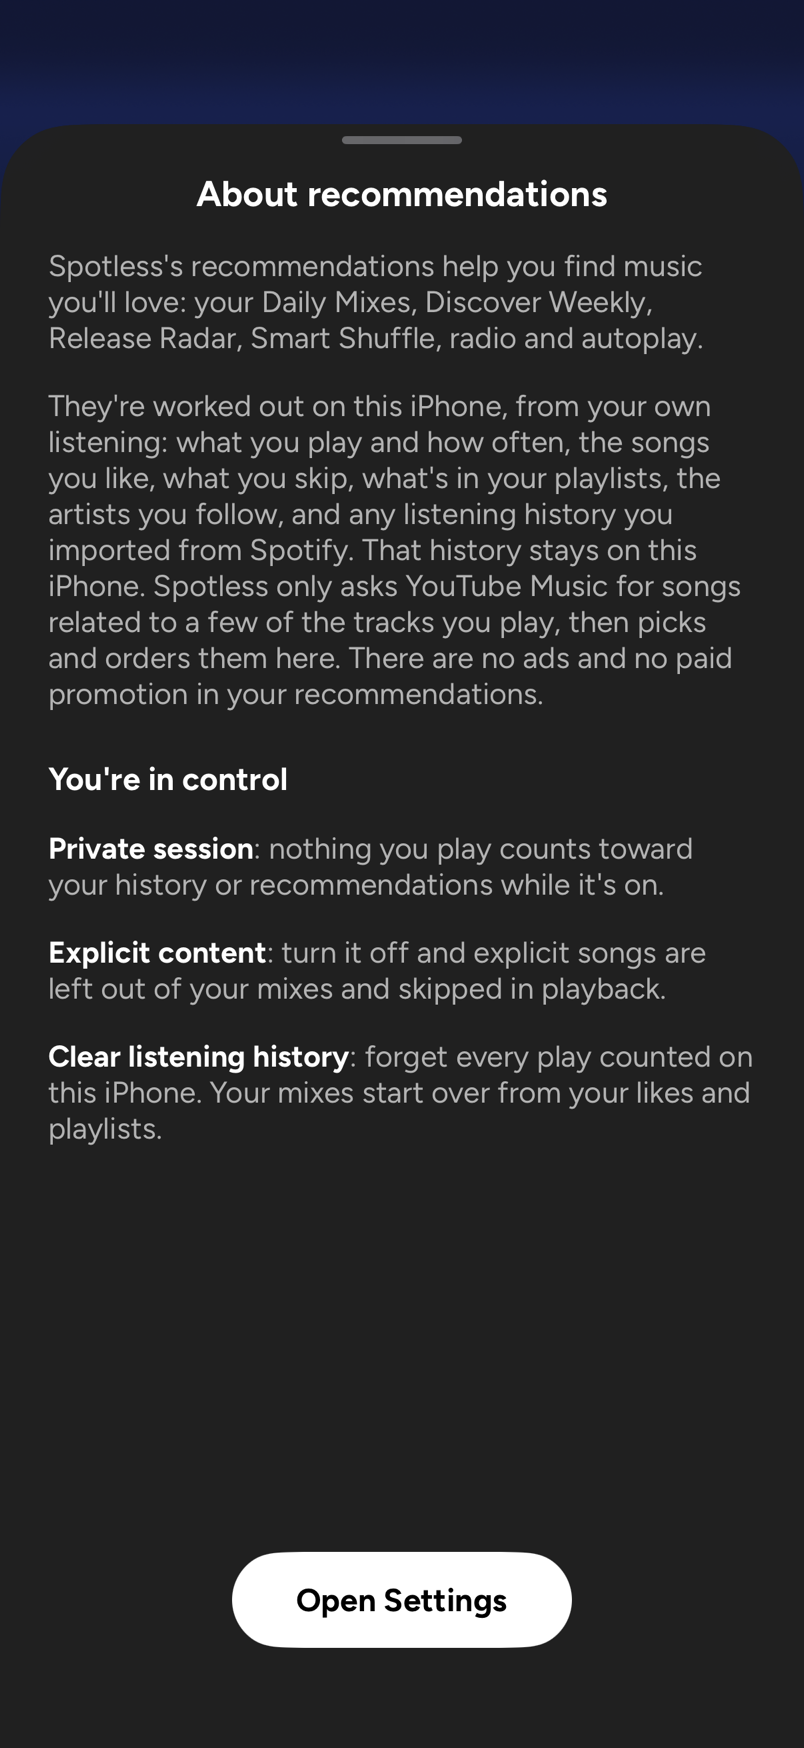 About recommendations
Spotless's recommendations help you find music
you'll love: your Daily Mixes, Discover Weekly,
Release Radar, Smart Shuffle, radio and autoplay.
They're worked out on this iPhone, from your own
listening: what you play and how often, the songs
you like, what you skip, what's in your playlists, the
artists you follow, and any listening history you
imported from Spotify. That history stays on this
iPhone. Spotless only asks YouTube Music for songs
related to a few of the tracks you play, then picks
and orders them here. There are no ads and no paid
promotion in your recommendations.
You're in control
Private session: nothing you play counts toward
your history or recommendations while it's on.
Explicit content: turn it off and explicit songs are
left out of your mixes and skipped in playback.
Clear listening history: forget every play counted on
this iPhone. Your mixes start over from your likes and
playlists.
Open Settings